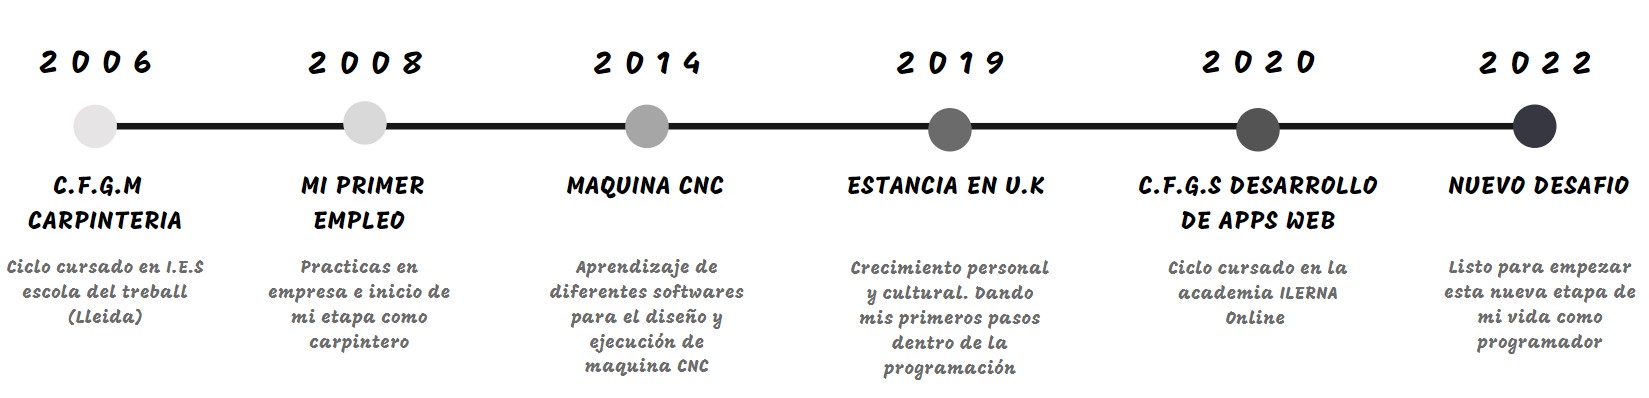 2006
C.F.G.M
CARPINTERIA
Ciclo cursado en I.E.S
escola del treball
(Lleida)
2008
MI PRIMER
EMPLEO
Practicas en
empresa e inicio de
mi etapa como
carpintero
2014
MAQUINA CNC
Aprendizaje de
diferentes softwares
para el diseño y
ejecución de
maquina CNC
2019
ESTANCIA EN U.K
Crecimiento personal
y cultural. Dando
mis primeros pasos
dentro de la
programación
2020
C.F.G.S DESARROLLO
DE APPS WEB
Ciclo cursado en la
academia ILERNA
Online
2022
NUEVO DESAFIO
Listo para empezar
esta nueva etapa de
mi vida como
programador